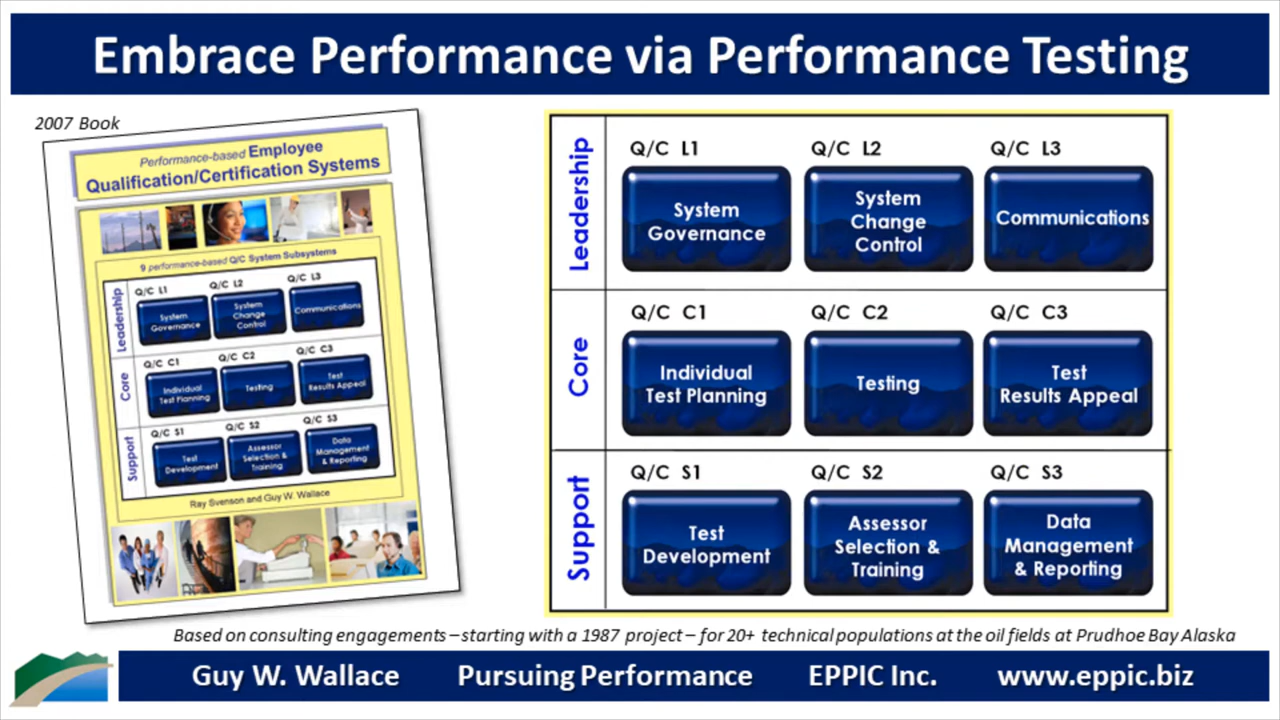 Embrace Performance via Performance Testing
2007 Book
Performance-based Employee
Qualification/Certification Systems
9 performance-based Q/C System Subsystems
Leadership
Q/C L1
Q/C L2
Q/C L3
System
Governance
System
Change
Control
Communications
Core
Q/C C1
Q/C C2
Q/C C3
Individual
Test Planning
Testing
Test
Results Appeal
Support
Q/C S1
Q/C S2
Q/C S3
Test
Development
Assessor
Selection &
Training
Data
Management
& Reporting
Ray Svenson and Guy W. Wallace
Leadership
Q/C L1
Q/C L2
Q/C L3
System
Governance
System
Change
Control
Communications
Core
Q/C C1
Q/C C2
Q/C C3
Individual
Test Planning
Testing
Test
Results Appeal
Support
Q/C S1
Q/C S2
Q/C S3
Test
Development
Assessor
Selection &
Training
Data
Management
& Reporting
Based on consulting engagements – starting with a 1987 project – for 20+ technical populations at the oil fields at Prudhoe Bay Alaska
Guy W. Wallace Pursuing Performance EPPIC Inc. www.eppic.biz